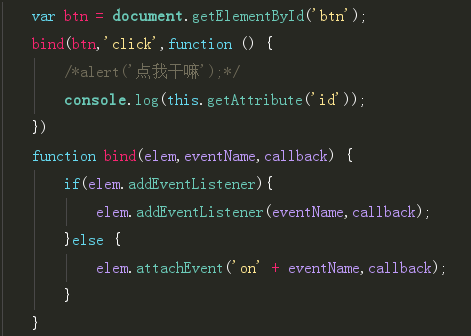 var btn = document.getElementById('btn');
bind(btn,'click',function () {
/*alert('点我干嘛');*/
console.log(this.getAttribute('id'));
})
function bind(elem,eventName,callback) {
if(elem.addEventListener){
elem.addEventListener(eventName,callback);
}else {
elem.attachEvent('on' + eventName,callback);
}
}